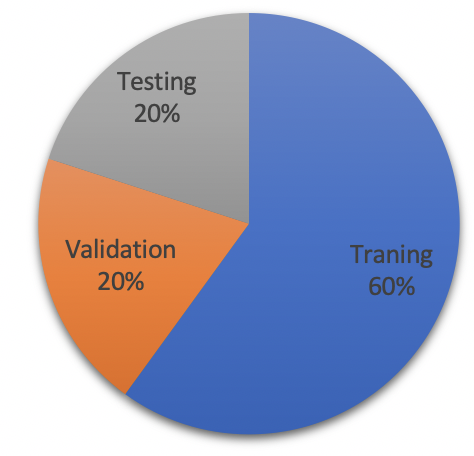 Testing
20%
Validation
20%
Traning
60%